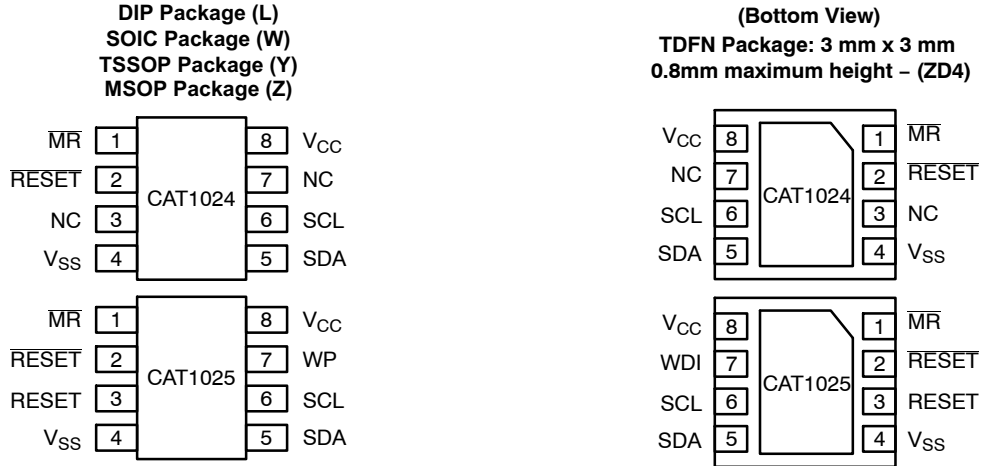 DIP Package (L)
SOIC Package (W)
TSSOP Package (Y)
MSOP Package (Z)
MR 1 8 VCC
RESET 2 7 NC
CAT1024
NC 3 6 SCL
VSS 4 5 SDA
MR 1 8 VCC
RESET 2 7 WP
CAT1025
RESET 3 6 SCL
VSS 4 5 SDA
(Bottom View)
TDFN Package: 3 mm x 3 mm
0.8mm maximum height – (ZD4)
VCC 8 1 MR
NC 7 2 RESET
CAT1024
SCL 6 3 NC
SDA 5 4 VSS
VCC 8 1 MR
WDI 7 2 RESET
CAT1025
SCL 6 3 RESET
SDA 5 4 VSS